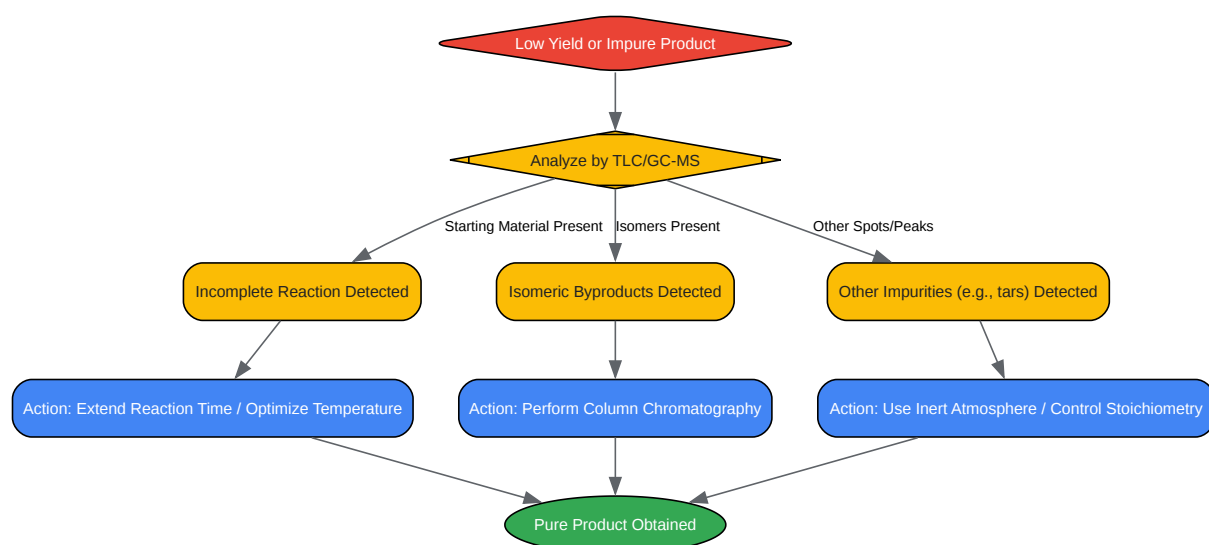 Low Yield or Impure Product
Analyze by TLC/GC-MS
Starting Material Present
Isomers Present
Other Spots/Peaks
Incomplete Reaction Detected
Isomeric Byproducts Detected
Other Impurities (e.g., tars) Detected
Action: Extend Reaction Time / Optimize Temperature
Action: Perform Column Chromatography
Action: Use Inert Atmosphere / Control Stoichiometry
Pure Product Obtained